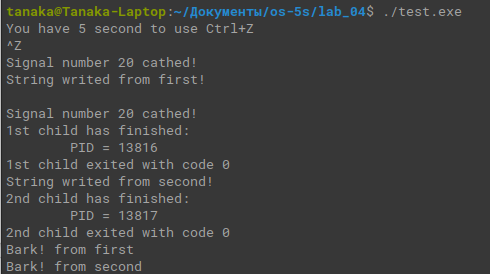 tanaka@Tanaka-Laptop:~/Документы/os-5s/lab_04$ ./test.exe
You have 5 second to use Ctrl+Z
^Z
Signal number 20 cathed!
String writed from first!
Signal number 20 cathed!
1st child has finished:
PID = 13816
1st child exited with code 0
String writed from second!
2nd child has finished:
PID = 13817
2nd child exited with code 0
Bark! from first
Bark! from second